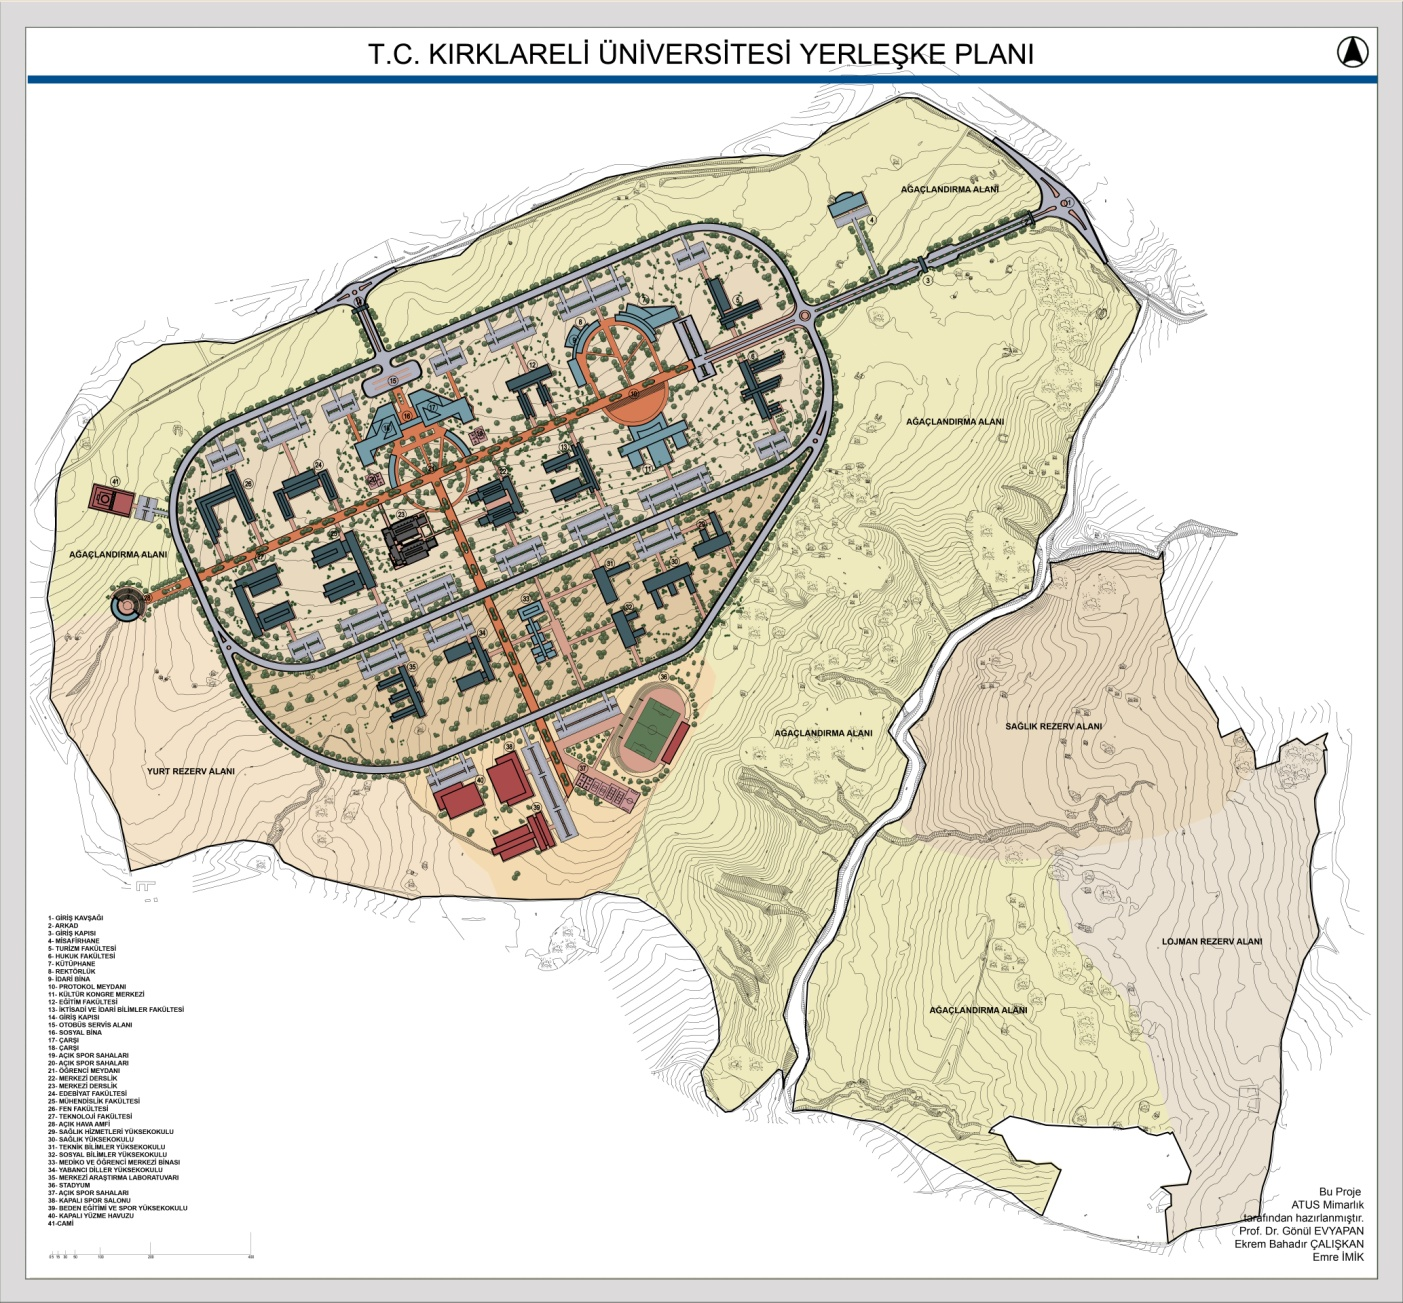 T.C. KIRKLARELİ ÜNİVERSİTESİ YERLEŞKE PLANI
AĞAÇLANDIRMA ALANI
AĞAÇLANDIRMA ALANI
AĞAÇLANDIRMA ALANI
AĞAÇLANDIRMA ALANI
SAĞLIK REZERV ALANI
YURT REZERV ALANI
LOJMAN REZERV ALANI
AĞAÇLANDIRMA ALANI
1- GİRİŞ KAVŞAĞI
2- ARKAD
3- GİRİŞ KAPISI
4- MİSAFİRHANE
5- TURİZM FAKÜLTESİ
6- HUKUK FAKÜLTESİ
7- KÜTÜPHANE
8- REKTÖRLÜK
9- İDARİ BİNA
10- PROTOKOL MEYDANI
11- KÜLTÜR KONGRE MERKEZİ
12- EĞİTİM FAKÜLTESİ
13- İKTİSADİ VE İDARİ BİLİMLER FAKÜLTESİ
14- GİRİŞ KAPISI
15- OTOBÜS SERVİS ALANI
16- SOSYAL BİNA
17- ÇARŞI
18- ÇARŞI
19- AÇIK SPOR SAHALARI
20- AÇIK SPOR SAHALARI
21- ÖĞRENCİ MEYDANI
22- MERKEZİ DERSLİK
23- MERKEZİ DERSLİK
24- EDEBİYAT FAKÜLTESİ
25- MÜHENDİSLİK FAKÜLTESİ
26- FEN FAKÜLTESİ
27- TEKNOLOJİ FAKÜLTESİ
28- AÇIK HAVA AMFİ
29- SAĞLIK HİZMETLERİ YÜKSEKOKULU
30- SAĞLIK YÜKSEKOKULU
31- TEKNİK BİLİMLER YÜKSEKOKULU
32- SOSYAL BİLİMLER YÜKSEKOKULU
33- MEDİKO VE ÖĞRENCİ MERKEZİ BİNASI
34- YABANCI DİLLER YÜKSEKOKULU
35- MERKEZİ ARAŞTIRMA LABORATUVARI
36- STADYUM
37- AÇIK SPOR SAHALARI
38- KAPALI SPOR SALONU
39- BEDEN EĞİTİMİ VE SPOR YÜKSEKOKULU
40- KAPALI YÜZME HAVUZU
41-CAMİ
Bu Proje
ATUS Mimarlık
tarafından hazırlanmıştır.
Prof. Dr. Gönül EVYAPAN
Ekrem Bahadır ÇALIŞKAN
Emre İMİK